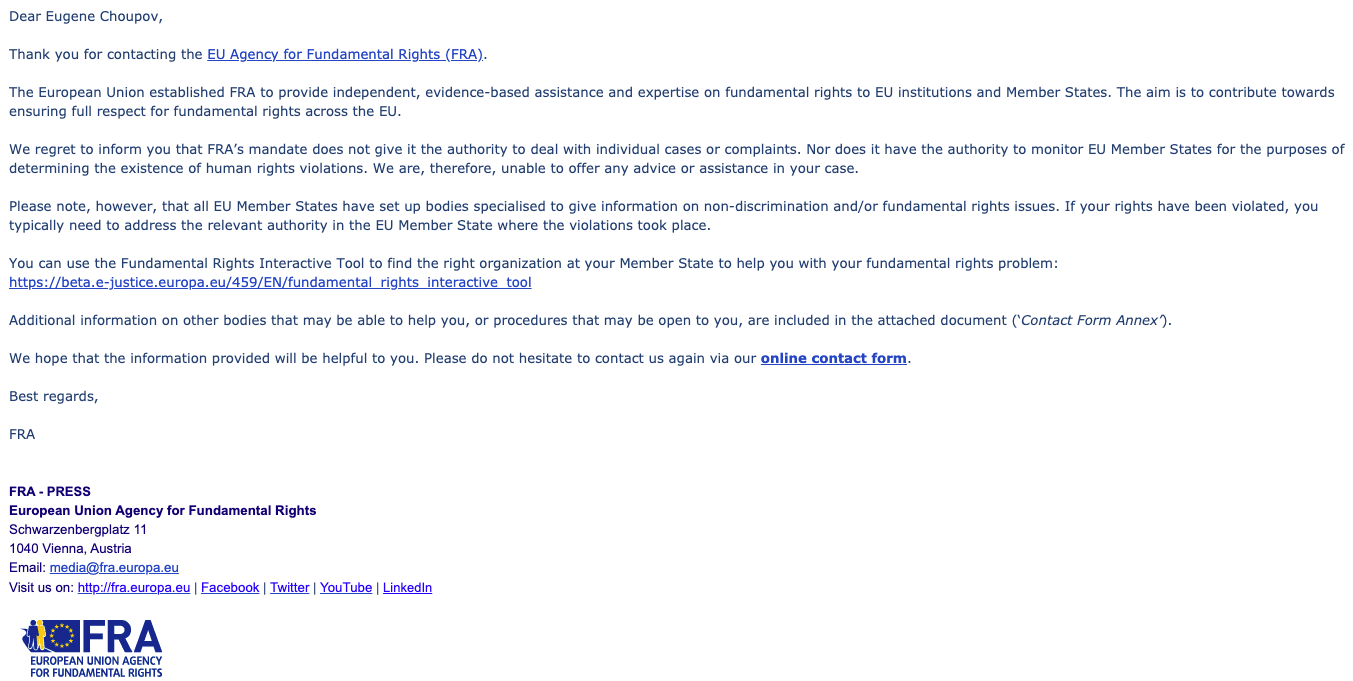 Dear Eugene Choupov,
Thank you for contacting the EU Agency for Fundamental Rights (FRA).
The European Union established FRA to provide independent, evidence-based assistance and expertise on fundamental rights to EU institutions and Member States. The aim is to contribute towards
ensuring full respect for fundamental rights across the EU.
We regret to inform you that FRA’s mandate does not give it the authority to deal with individual cases or complaints. Nor does it have the authority to monitor EU Member States for the purposes of
determining the existence of human rights violations. We are, therefore, unable to offer any advice or assistance in your case.
Please note, however, that all EU Member States have set up bodies specialised to give information on non-discrimination and/or fundamental rights issues. If your rights have been violated, you
typically need to address the relevant authority in the EU Member State where the violations took place.
You can use the Fundamental Rights Interactive Tool to find the right organization at your Member State to help you with your fundamental rights problem:
https://beta.e-justice.europa.eu/459/EN/fundamental_rights_interactive_tool
Additional information on other bodies that may be able to help you, or procedures that may be open to you, are included in the attached document (‘Contact Form Annex’).
We hope that the information provided will be helpful to you. Please do not hesitate to contact us again via our online contact form.
Best regards,
FRA
FRA - PRESS
European Union Agency for Fundamental Rights
Schwarzenbergplatz 11
1040 Vienna, Austria
Email: media@fra.europa.eu
Visit us on: http://fra.europa.eu | Facebook | Twitter | YouTube | LinkedIn
FRA
EUROPEAN UNION AGENCY
FOR FUNDAMENTAL RIGHTS